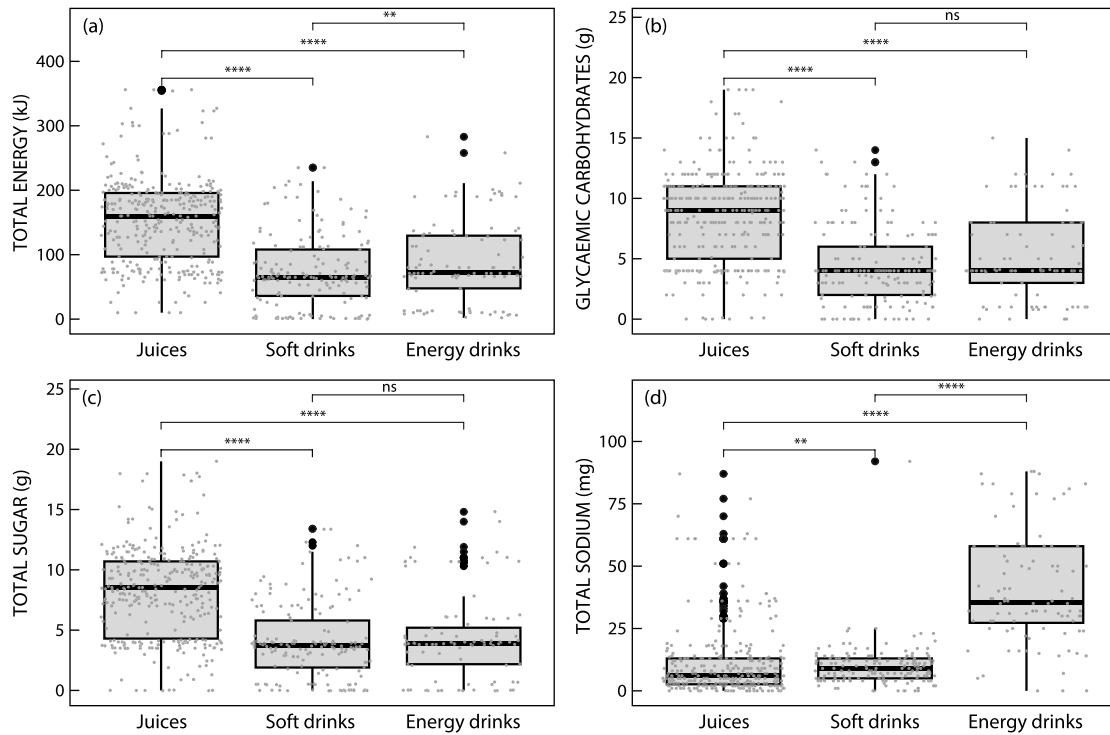 (a)
**
****
****
TOTAL ENERGY (kJ)
400
300
200
100
0
Juices
Soft drinks
Energy drinks
(b)
ns
****
****
GLYCAEMIC CARBOHYDRATES (g)
25
20
15
10
5
0
Juices
Soft drinks
Energy drinks
(c)
ns
****
****
TOTAL SUGAR (g)
25
20
15
10
5
0
Juices
Soft drinks
Energy drinks
(d)
****
****
**
TOTAL SODIUM (mg)
100
75
50
25
0
Juices
Soft drinks
Energy drinks